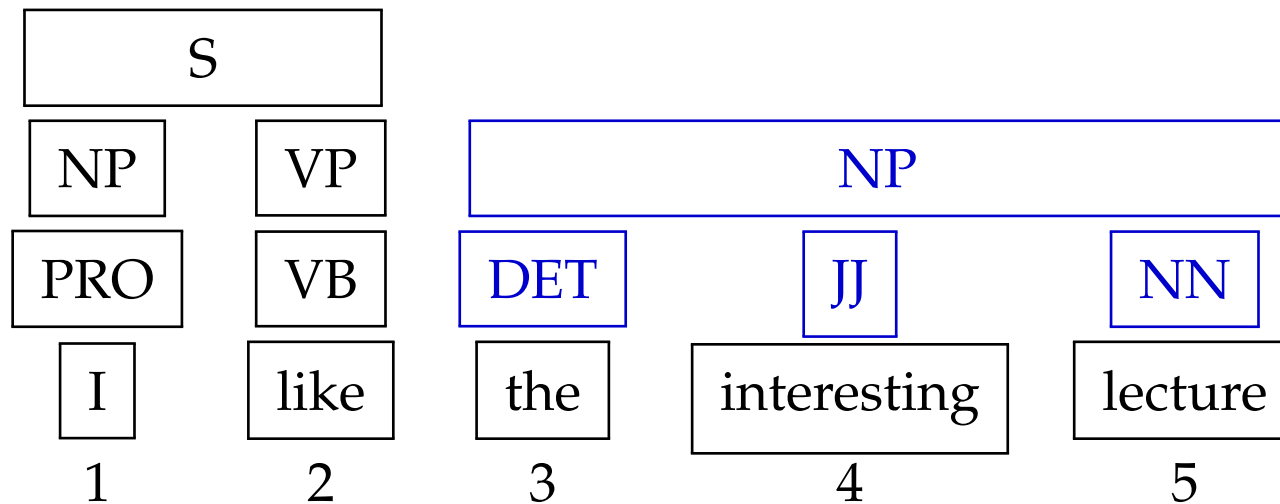 S
NP VP NP
PRO VB DET JJ NN
I like the interesting lecture
1 2 3 4 5